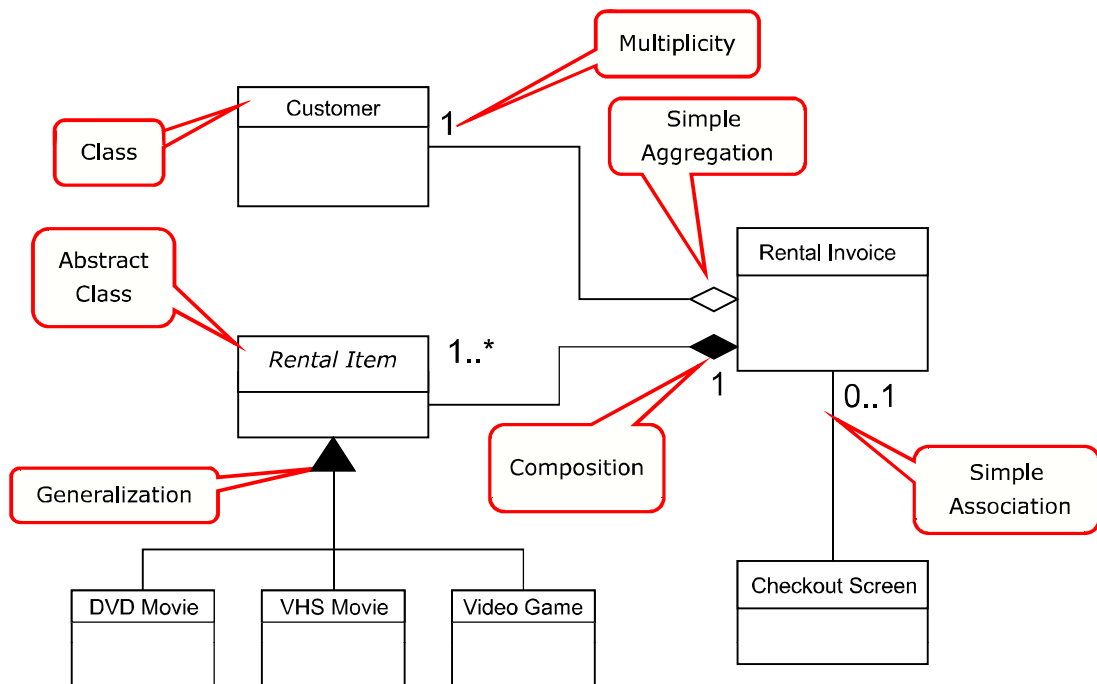 Multiplicity
Customer
1
Class
Simple
Aggregation
Abstract
Class
Rental Invoice
Rental Item
1..*
1
0..1
Composition
Generalization
Simple
Association
DVD Movie
VHS Movie
Video Game
Checkout Screen